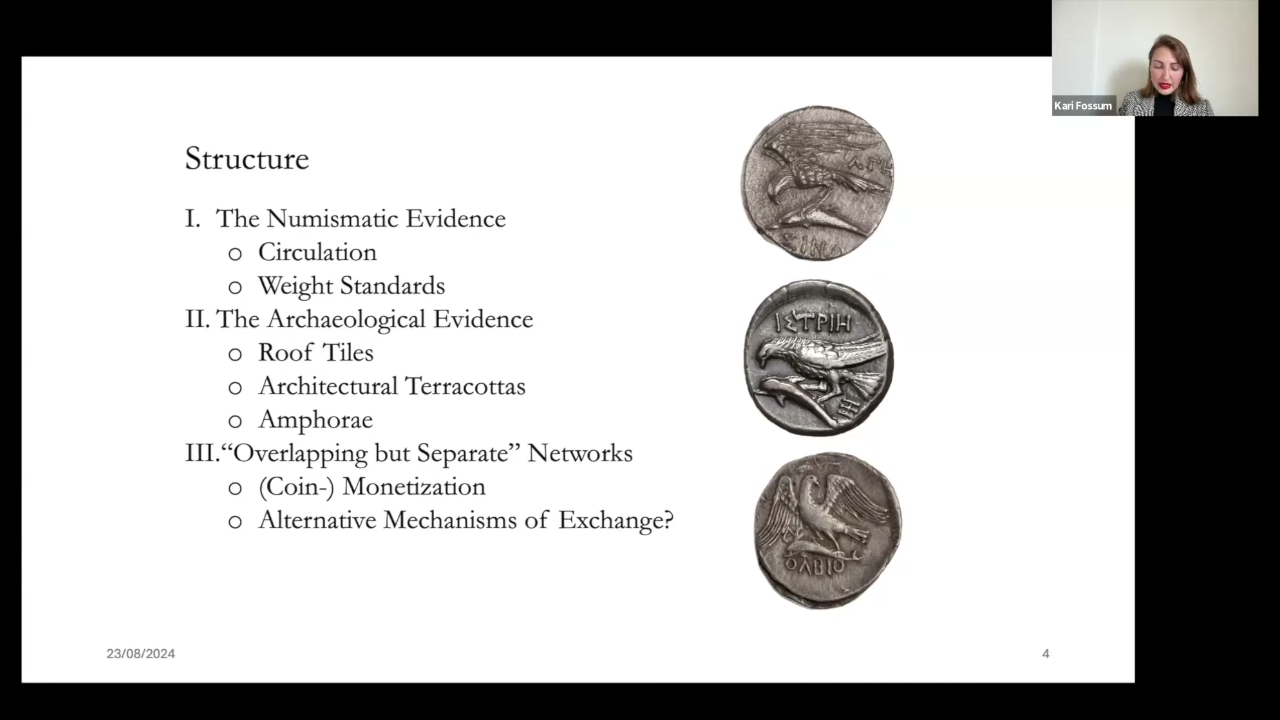 Kari Fossum
Structure
I. The Numismatic Evidence
o Circulation
o Weight Standards
II. The Archaeological Evidence
o Roof Tiles
o Architectural Terracottas
o Amphorae
III.“Overlapping but Separate” Networks
o (Coin-) Monetization
o Alternative Mechanisms of Exchange?
ΣΙΝΩ
ΙΣΤΡΙΗ
ΟΛΒΙΟ
23/08/2024
4